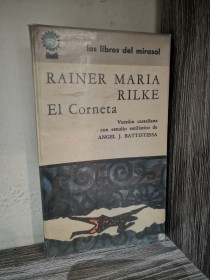 los libros del mirasol
RAINER MARIA
RILKE
El Corneta
Versión castellana
con estudio estilístico de
ANGEL J. BATTISTESSA